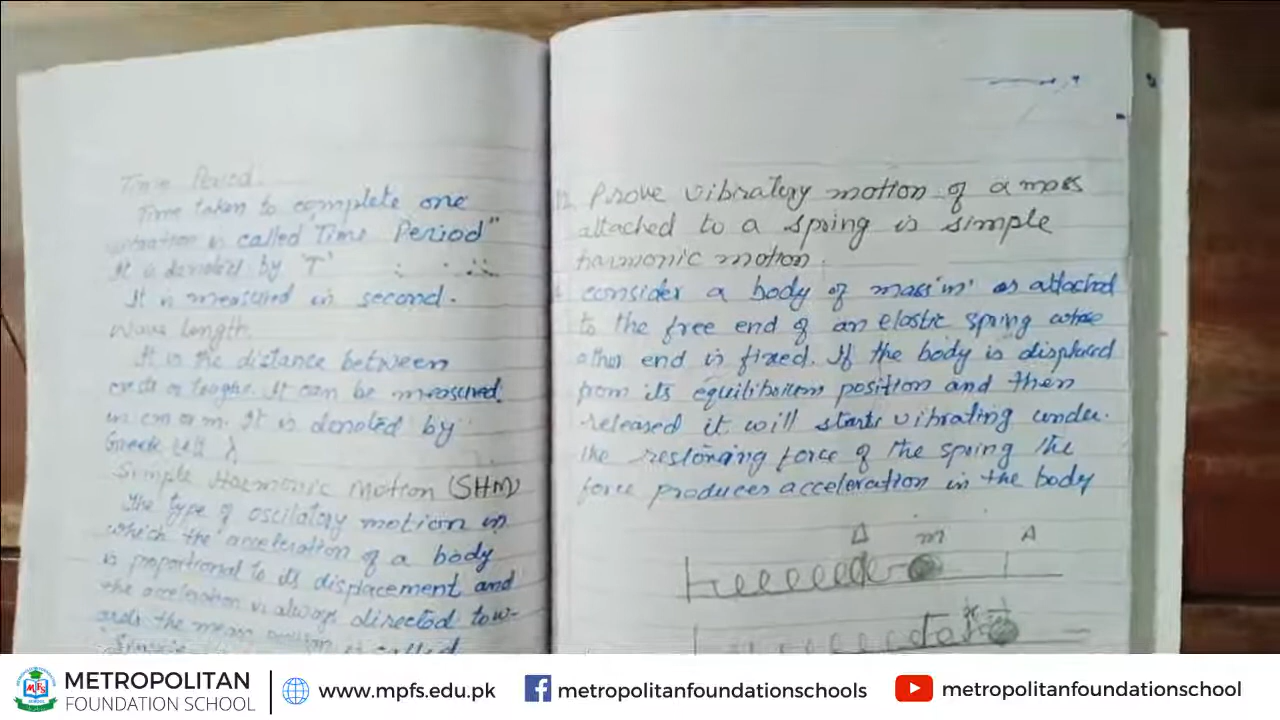 Time Period.
Time taken to complete one
is called "Time Period"
It is denoted by 'T'
It is measured in second.
Wave length
It is the distance between
crests or toughs. It can be measured
in cm or m. It is denoted by
Greek λ
Simple Harmonic Motion (SHM)
The type of oscilatory motion in
which the acceleration of a body
is proportional to its displacement and
the acceleration is always directed tow-
ards the mean position is called
"Simple
12. Prove vibratory motion of a mass
attached to a spring is simple
harmonic motion.
consider a body of mass 'm' as attached
to the free end of an elastic spring whose
other end is fixed. If the body is displaced
from its equilibrium position and then
released it will starts vibrating under
the restoring force of the spring the
force produces acceleration in the body
m A
x
METROPOLITAN
FOUNDATION SCHOOL
www.mpfs.edu.pk
metropolitanfoundationschools
metropolitanfoundationschool